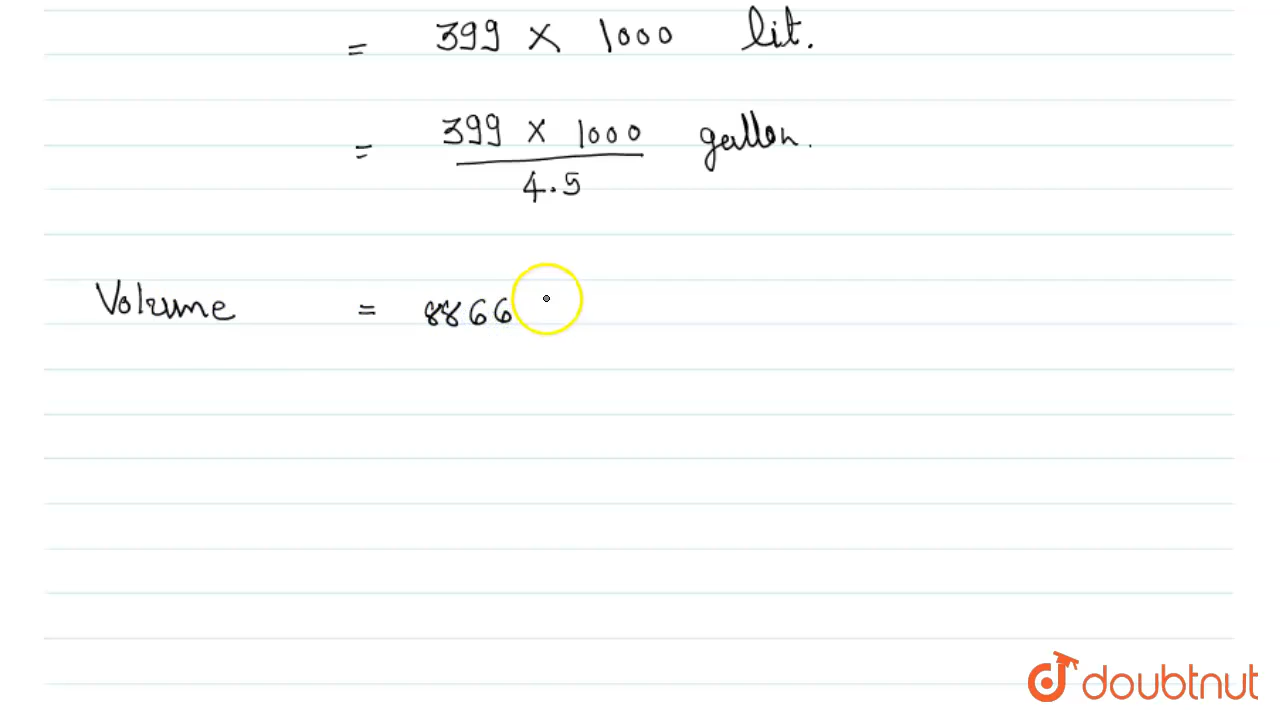 = 399 × 1000 lit.
= 399 × 1000 / 4.5 gallon.
Volume = 8866
doubtnut